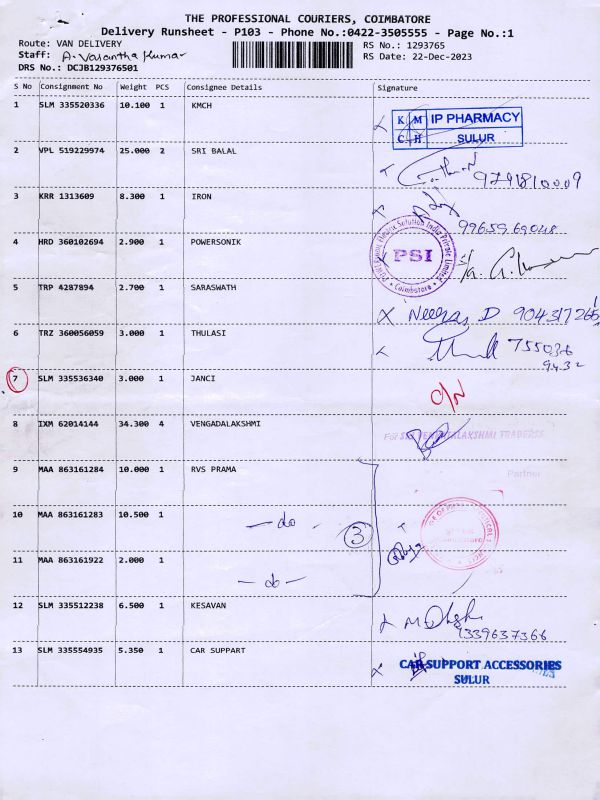 THE PROFESSIONAL COURIERS, COIMBATORE
Delivery Runsheet - P103 - Phone No.:0422-3505555 - Page No.:1
Route: VAN DELIVERY RS No.: 1293765
Staff: A. Vasantha Kumar RS Date: 22-Dec-2023
DRS No.: DCJB129376501
S No Consignment No Weight PCS Consignee Details Signature
1 SLM 335520336 10.100 1 KMCH
K M IP PHARMACY
C H SULUR
2 VPL 519229974 25.000 2 SRI BALAL
9791810009
3 KRR 1313609 8.300 1 IRON
99659 69048
4 HRD 360102694 2.900 1 POWERSONIK
PSI
Coimbatore
5 TRP 4287894 2.700 1 SARASWATH
X Neeraj D
6 TRZ 360056059 3.000 1 THULASI
755036
9432
7 SLM 335536340 3.000 1 JANCI
O/N
8 IXM 62014144 34.300 4 VENGADALAKSHMI
Partner
9 MAA 863161284 10.000 1 RVS PRAMA
10 MAA 863161283 10.500 1
— do -
3
11 MAA 863161922 2.000 1
— do —
12 SLM 335512238 6.500 1 KESAVAN
7339637366
13 SLM 335554935 5.350 1 CAR SUPPART
CAR SUPPORT ACCESSORIES
SULUR